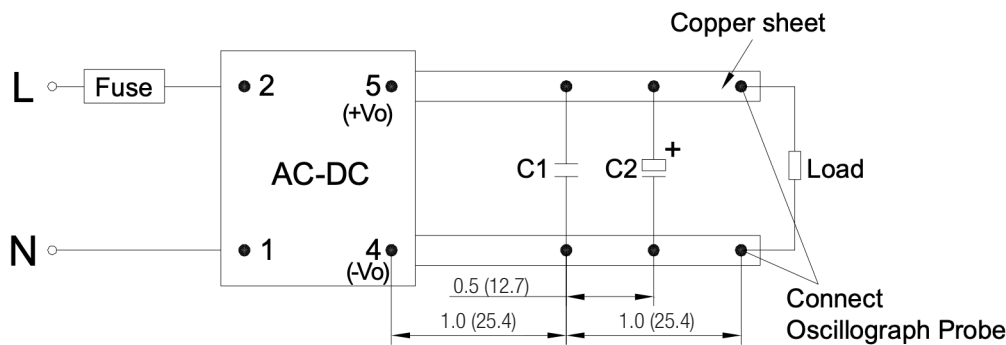 Copper sheet
L
Fuse
2
5
(+Vo)
AC-DC
C1
C2
+
Load
N
1
4
(-Vo)
0.5 (12.7)
1.0 (25.4)
1.0 (25.4)
Connect
Oscillograph Probe